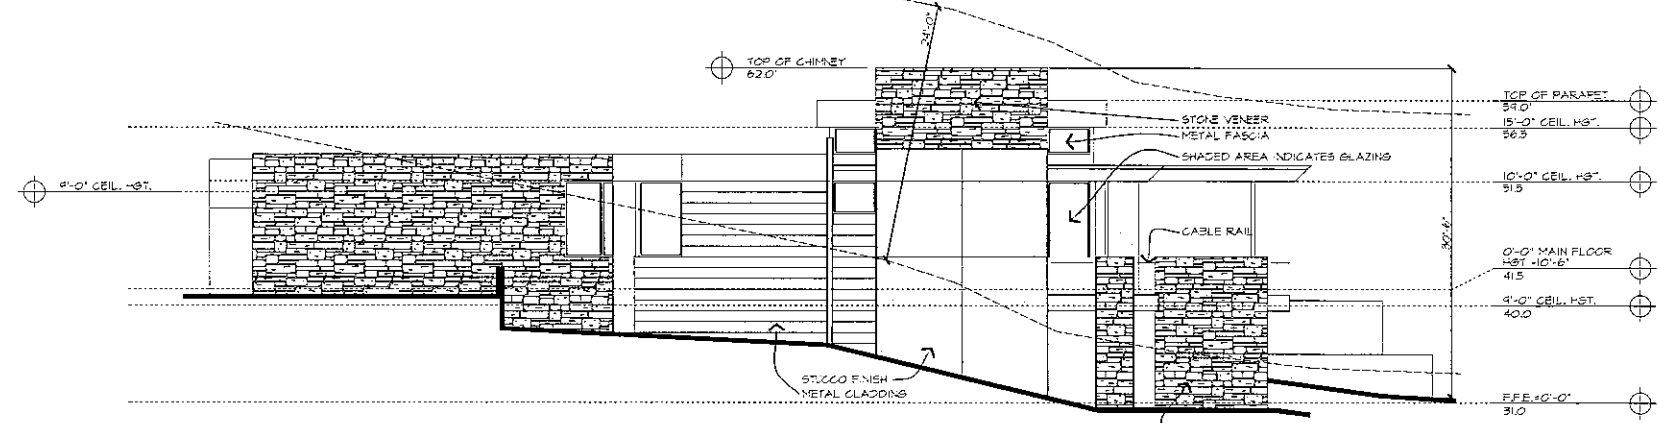 24'-0"
TOP OF CHIMNEY
62.0'
TOP OF PARAPET
59.0'
STONE VENEER
METAL FASCIA
15'-0" CEIL. HGT.
56.5
SHADED AREA INDICATES GLAZING
9'-0" CEIL. HGT.
10'-0" CEIL. HGT.
51.5
CABLE RAIL
30'-6"
0'-0" MAIN FLOOR
HGT =10'-6"
41.5
9'-0" CEIL. HGT.
40.0
STUCCO FINISH
METAL CLADDING
F.F.E.=0'-0"
31.0